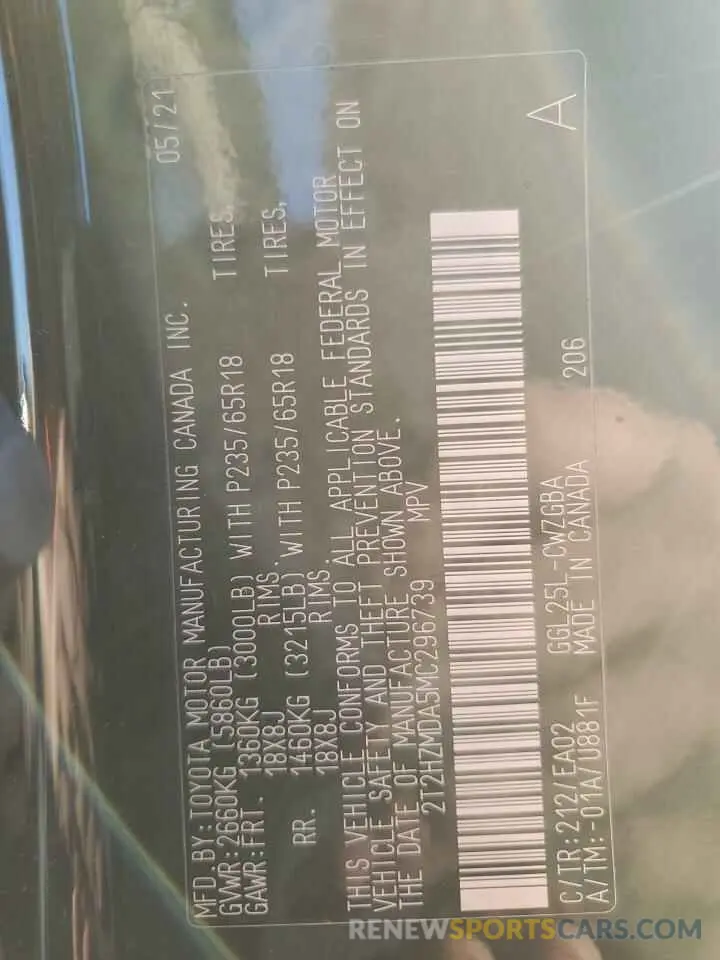 MFD.BY:TOYOTA MOTOR MANUFACTURING CANADA INC. 05/21
GVWR:2660KG (5860LB)
GAWR:FRT. 1360KG (3000LB) WITH P235/65R18 TIRES,
18X8J RIMS.
RR. 1460KG (3215LB) WITH P235/65R18 TIRES,
18X8J RIMS.
THIS VEHICLE CONFORMS TO ALL APPLICABLE FEDERAL MOTOR
VEHICLE SAFETY AND THEFT PREVENTION STANDARDS IN EFFECT ON
THE DATE OF MANUFACTURE SHOWN ABOVE.
2T2HZMDA5MC296739 MPV
A
C/TR:212/EA02 GGL25L-CWZGBA
A/TM:-01A/U881F MADE IN CANADA 206
RENEWSPORTSCARS.COM